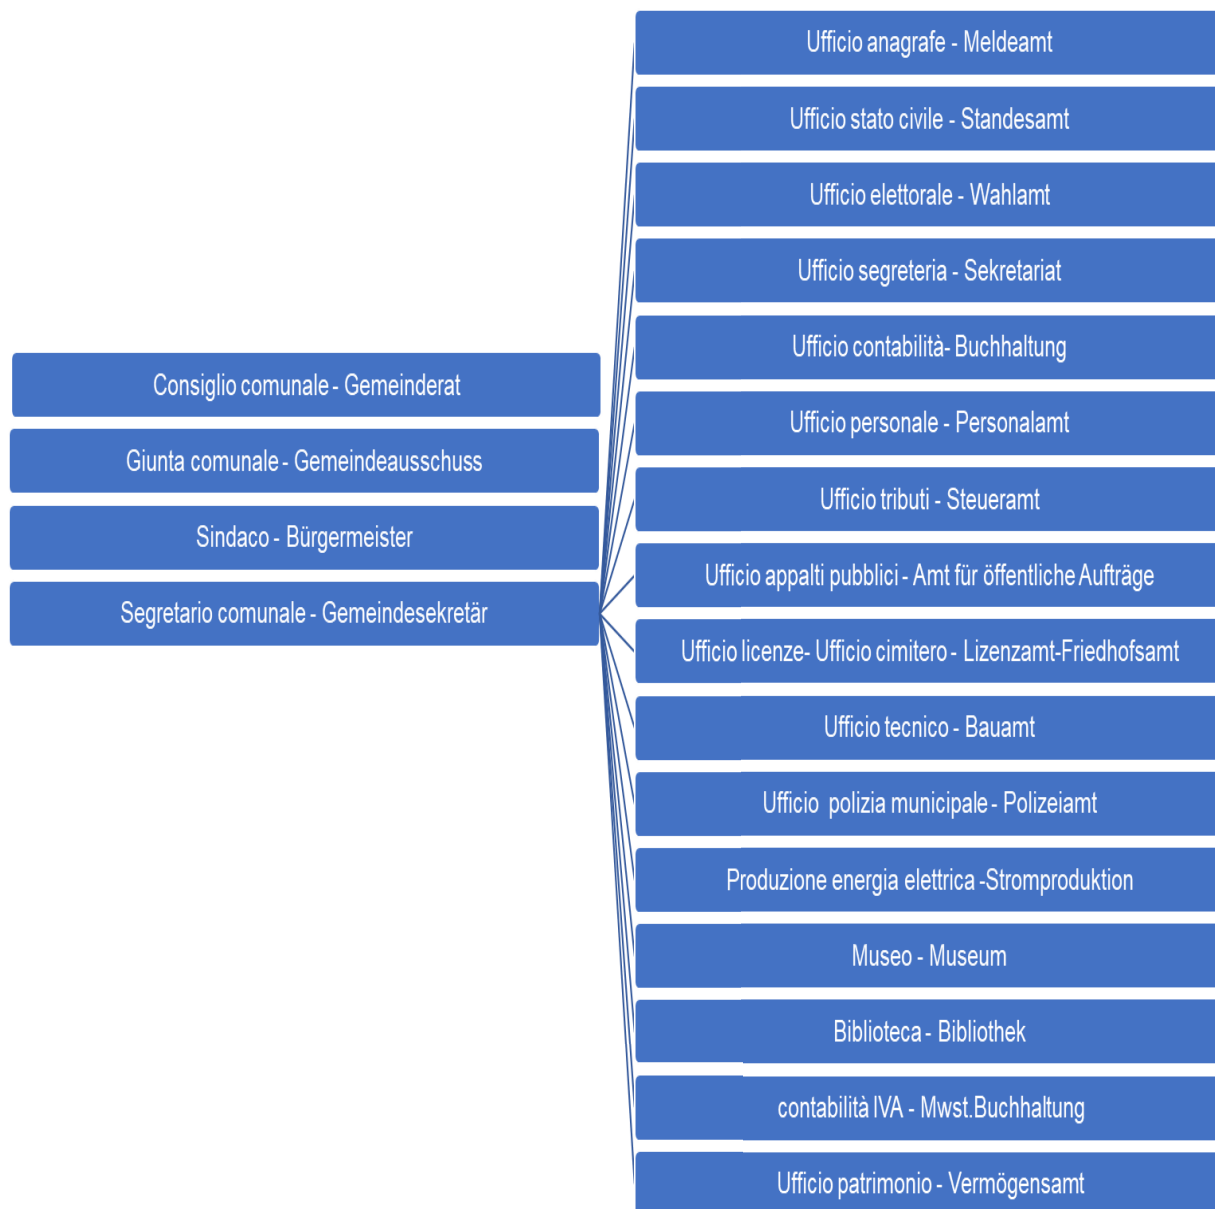 Consiglio comunale - Gemeinderat
Giunta comunale - Gemeindeausschuss
Sindaco - Bürgermeister
Segretario comunale - Gemeindesekretär
Ufficio anagrafe - Meldeamt
Ufficio stato civile - Standesamt
Ufficio elettorale - Wahlamt
Ufficio segreteria - Sekretariat
Ufficio contabilità- Buchhaltung
Ufficio personale - Personalamt
Ufficio tributi - Steueramt
Ufficio appalti pubblici - Amt für öffentliche Aufträge
Ufficio licenze- Ufficio cimitero - Lizenzamt-Friedhofsamt
Ufficio tecnico - Bauamt
Ufficio  polizia municipale - Polizeiamt
Produzione energia elettrica -Stromproduktion
Museo - Museum
Biblioteca - Bibliothek
contabilità IVA - Mwst.Buchhaltung
Ufficio patrimonio - Vermögensamt